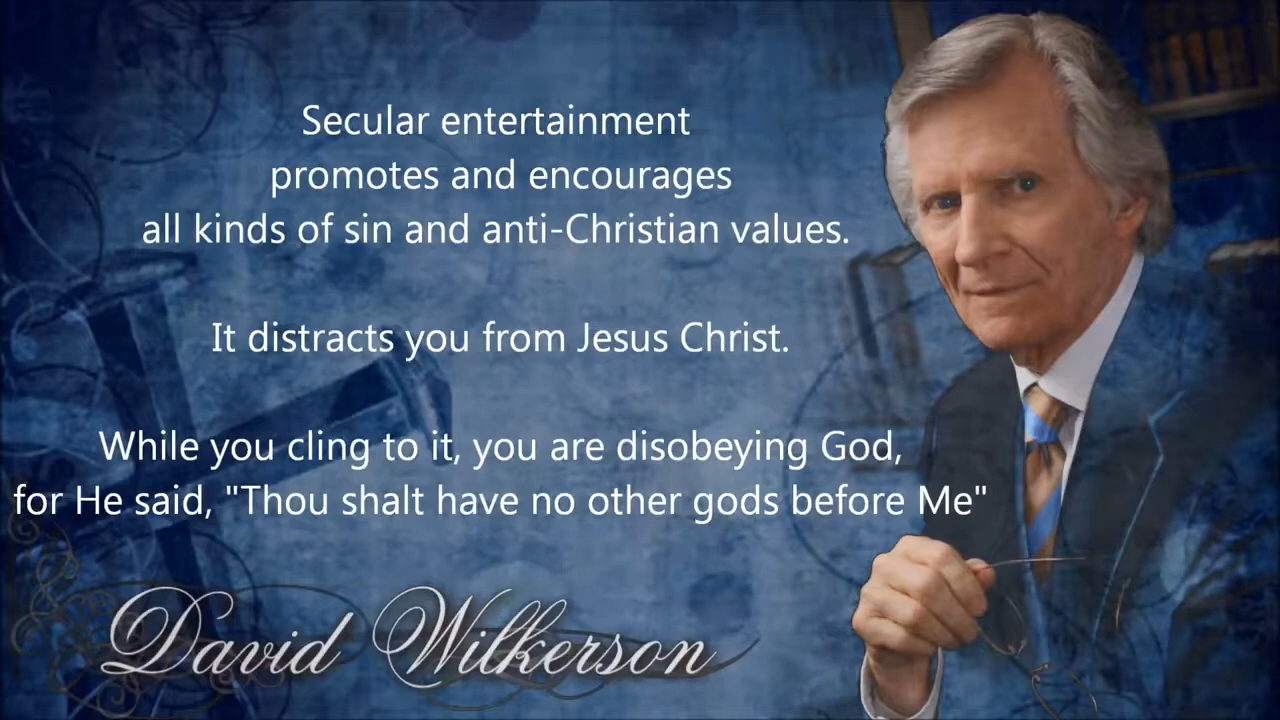 Secular entertainment
promotes and encourages
all kinds of sin and anti-Christian values.
It distracts you from Jesus Christ.
While you cling to it, you are disobeying God,
for He said, "Thou shalt have no other gods before Me"
David Wilkerson